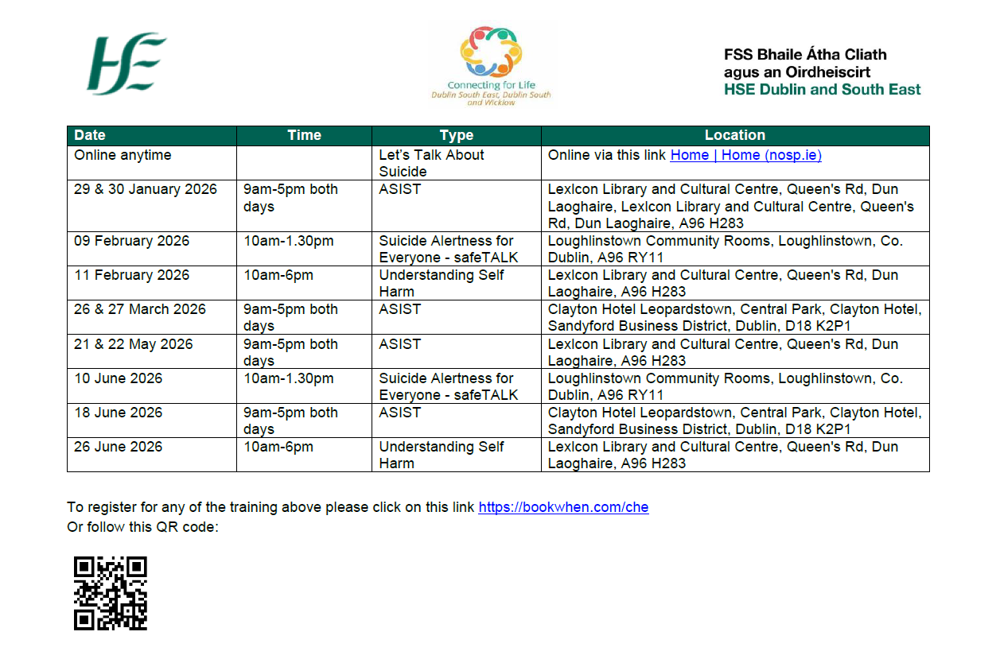 HSE
Connecting for Life
Dublin South East, Dublin South
and Wicklow
FSS Bhaile Átha Cliath
agus an Oirdheiscirt
HSE Dublin and South East
Date Time Type Location
Online anytime Let's Talk About Online via this link Home | Home (nosp.ie)
Suicide
29 & 30 January 2026 9am-5pm both ASIST LexIcon Library and Cultural Centre, Queen's Rd, Dun
days Laoghaire, LexIcon Library and Cultural Centre, Queen's
Rd, Dun Laoghaire, A96 H283
09 February 2026 10am-1.30pm Suicide Alertness for Loughlinstown Community Rooms, Loughlinstown, Co.
Everyone - safeTALK Dublin, A96 RY11
11 February 2026 10am-6pm Understanding Self LexIcon Library and Cultural Centre, Queen's Rd, Dun
Harm Laoghaire, A96 H283
26 & 27 March 2026 9am-5pm both ASIST Clayton Hotel Leopardstown, Central Park, Clayton Hotel,
days Sandyford Business District, Dublin, D18 K2P1
21 & 22 May 2026 9am-5pm both ASIST LexIcon Library and Cultural Centre, Queen's Rd, Dun
days Laoghaire, A96 H283
10 June 2026 10am-1.30pm Suicide Alertness for Loughlinstown Community Rooms, Loughlinstown, Co.
Everyone - safeTALK Dublin, A96 RY11
18 June 2026 9am-5pm both ASIST Clayton Hotel Leopardstown, Central Park, Clayton Hotel,
days Sandyford Business District, Dublin, D18 K2P1
26 June 2026 10am-6pm Understanding Self LexIcon Library and Cultural Centre, Queen's Rd, Dun
Harm Laoghaire, A96 H283
To register for any of the training above please click on this link https://bookwhen.com/che
Or follow this QR code: